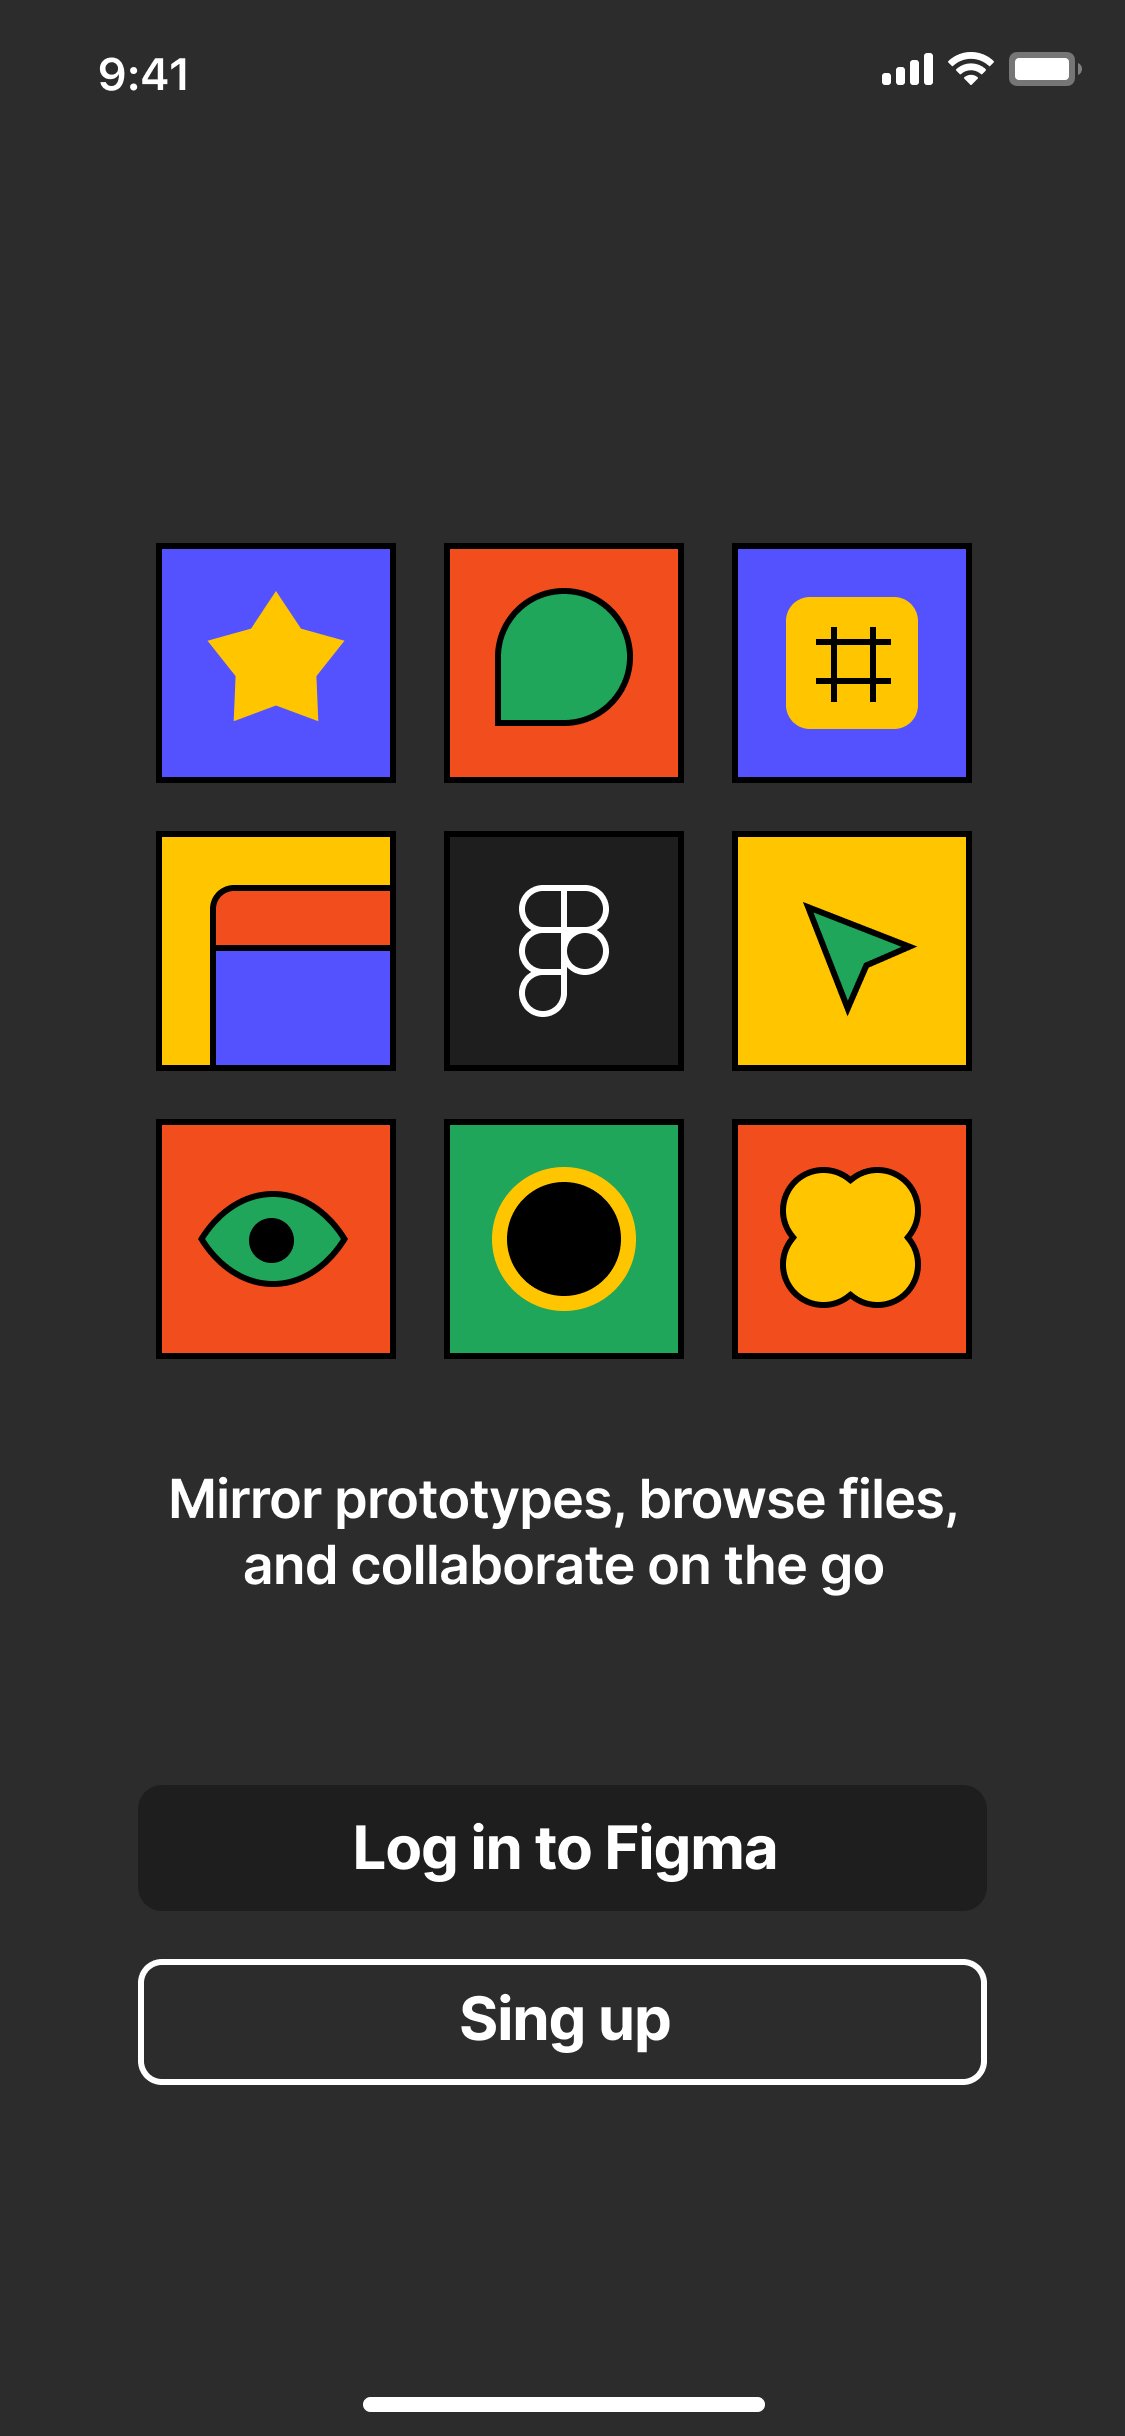 9:41
Mirror prototypes, browse files,
and collaborate on the go
Log in to Figma
Sing up